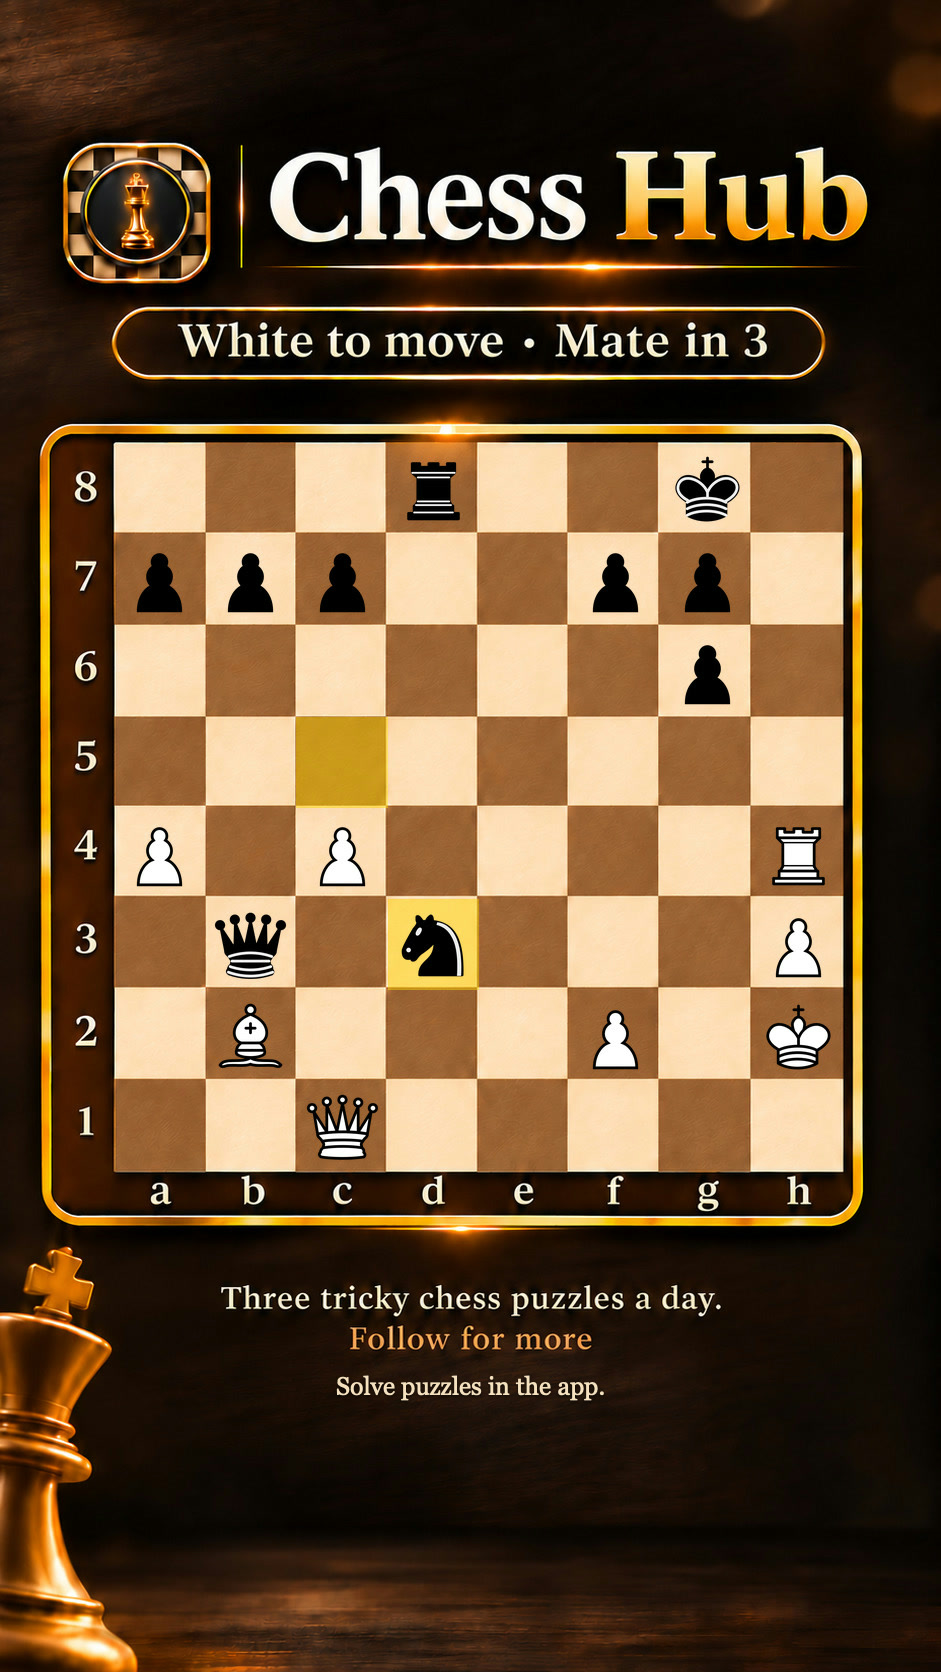 Chess Hub
White to move • Mate in 3
8
7
6
5
4
3
2
1
a b c d e f g h
Three tricky chess puzzles a day.
Follow for more
Solve puzzles in the app.